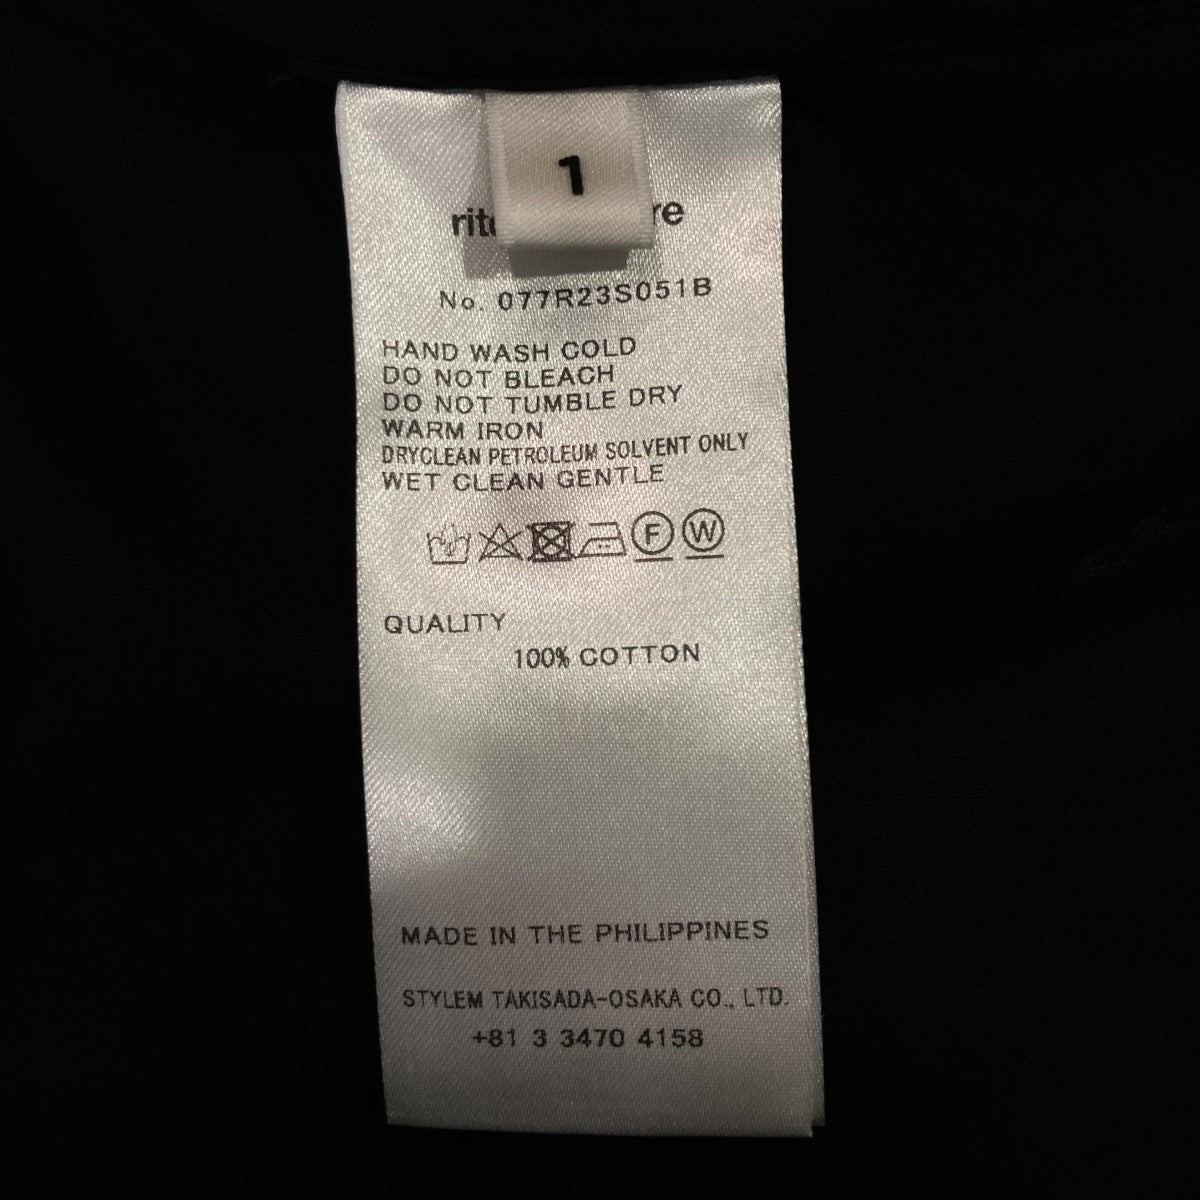 1
No. 077R23S051B
HAND WASH COLD
DO NOT BLEACH
DO NOT TUMBLE DRY
WARM IRON
DRYCLEAN PETROLEUM SOLVENT ONLY
WET CLEAN GENTLE
F W
QUALITY
100% COTTON
MADE IN THE PHILIPPINES
STYLEM TAKISADA-OSAKA CO., LTD.
+81 3 3470 4158